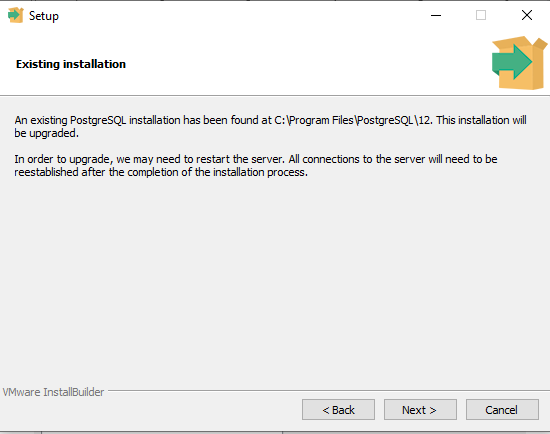 Setup
Existing installation
An existing PostgreSQL installation has been found at C:\Program Files\PostgreSQL\12. This installation will
be upgraded.
In order to upgrade, we may need to restart the server. All connections to the server will need to be
reestablished after the completion of the installation process.
VMware InstallBuilder
< Back
Next >
Cancel